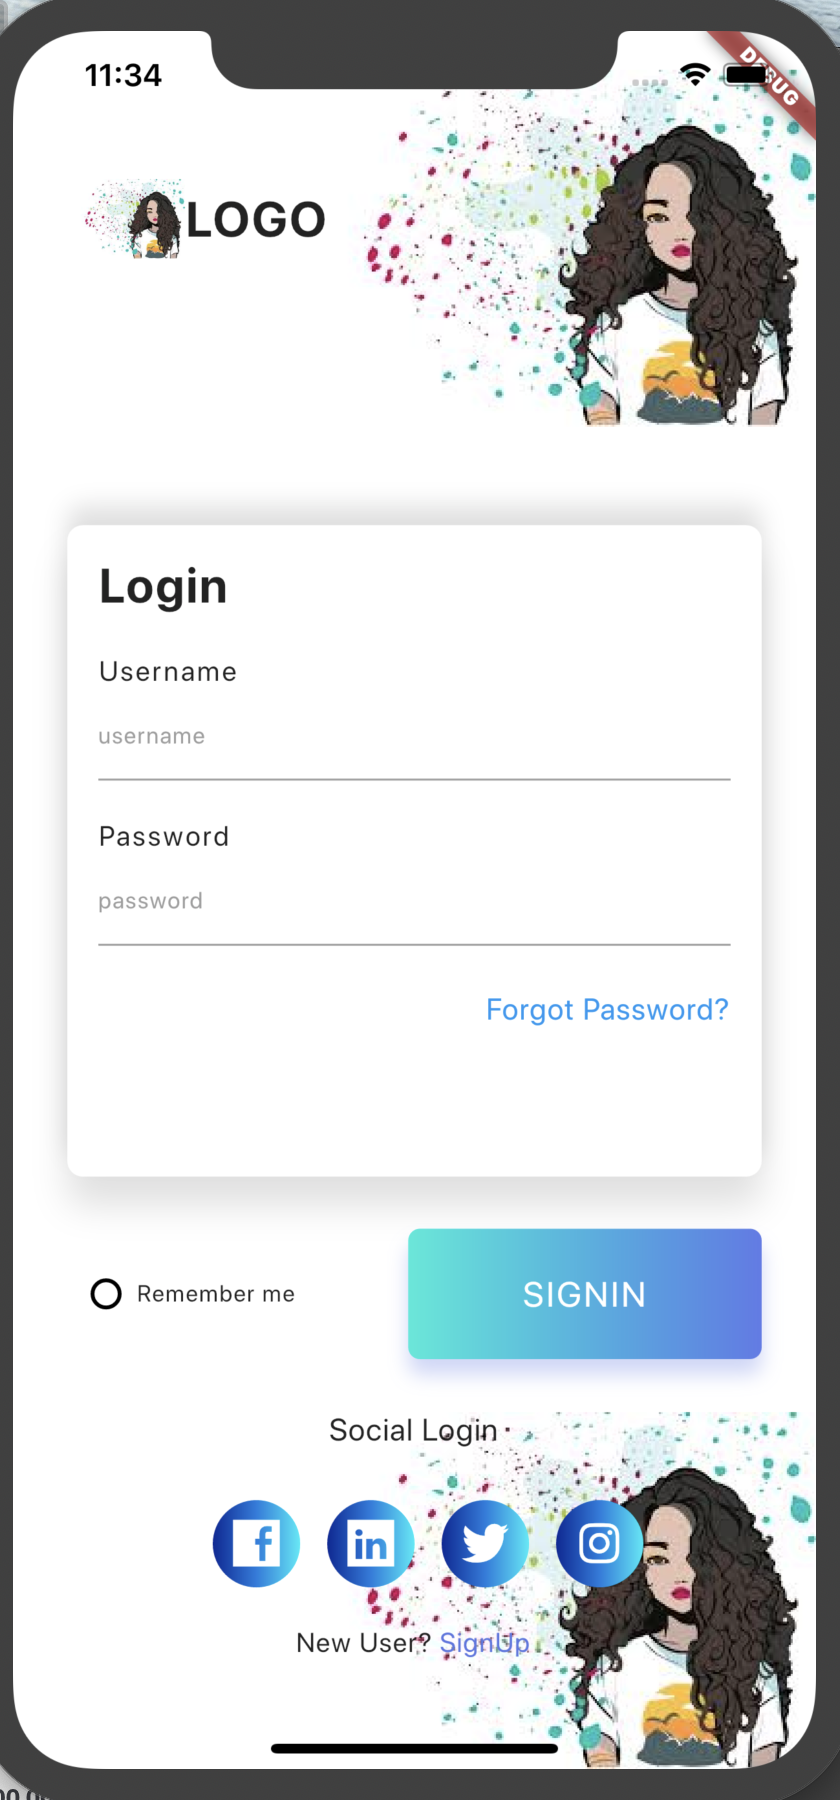 11:34
DEBUG
LOGO
Login
Username
username
Password
password
Forgot Password?
Remember me
SIGNIN
Social Login
f
in
New User? SignUp